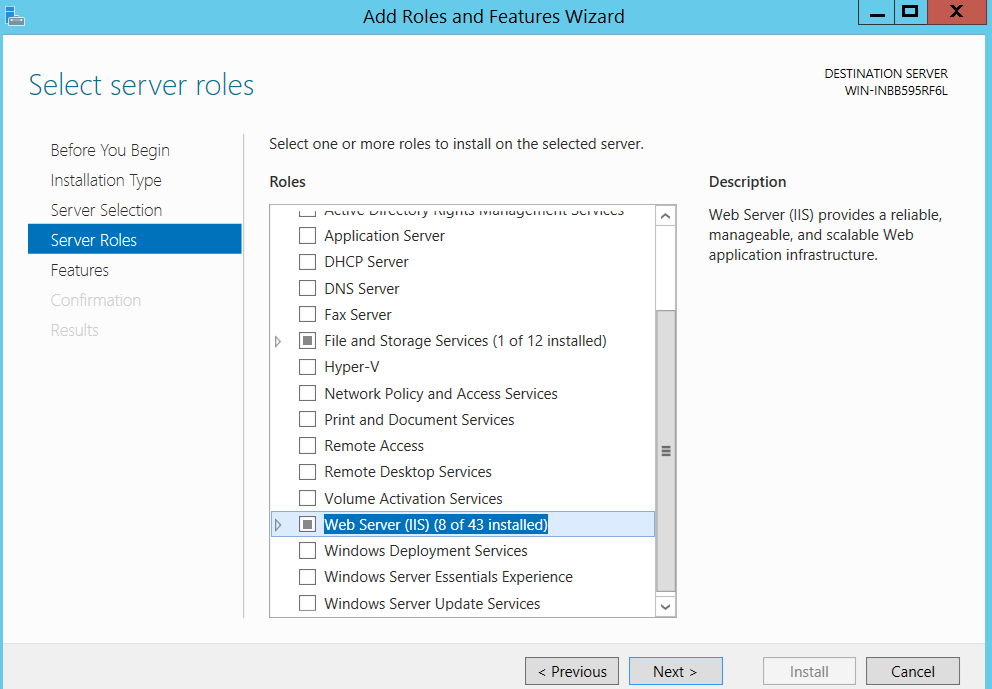 Add Roles and Features Wizard
Select server roles
DESTINATION SERVER
WIN-INBB595RF6L
Before You Begin
Installation Type
Server Selection
Server Roles
Features
Confirmation
Results
Select one or more roles to install on the selected server.
Roles
Active Directory Rights Management Services
Application Server
DHCP Server
DNS Server
Fax Server
File and Storage Services (1 of 12 installed)
Hyper-V
Network Policy and Access Services
Print and Document Services
Remote Access
Remote Desktop Services
Volume Activation Services
Web Server (IIS) (8 of 43 installed)
Windows Deployment Services
Windows Server Essentials Experience
Windows Server Update Services
Description
Web Server (IIS) provides a reliable,
manageable, and scalable Web
application infrastructure.
< Previous
Next >
Install
Cancel